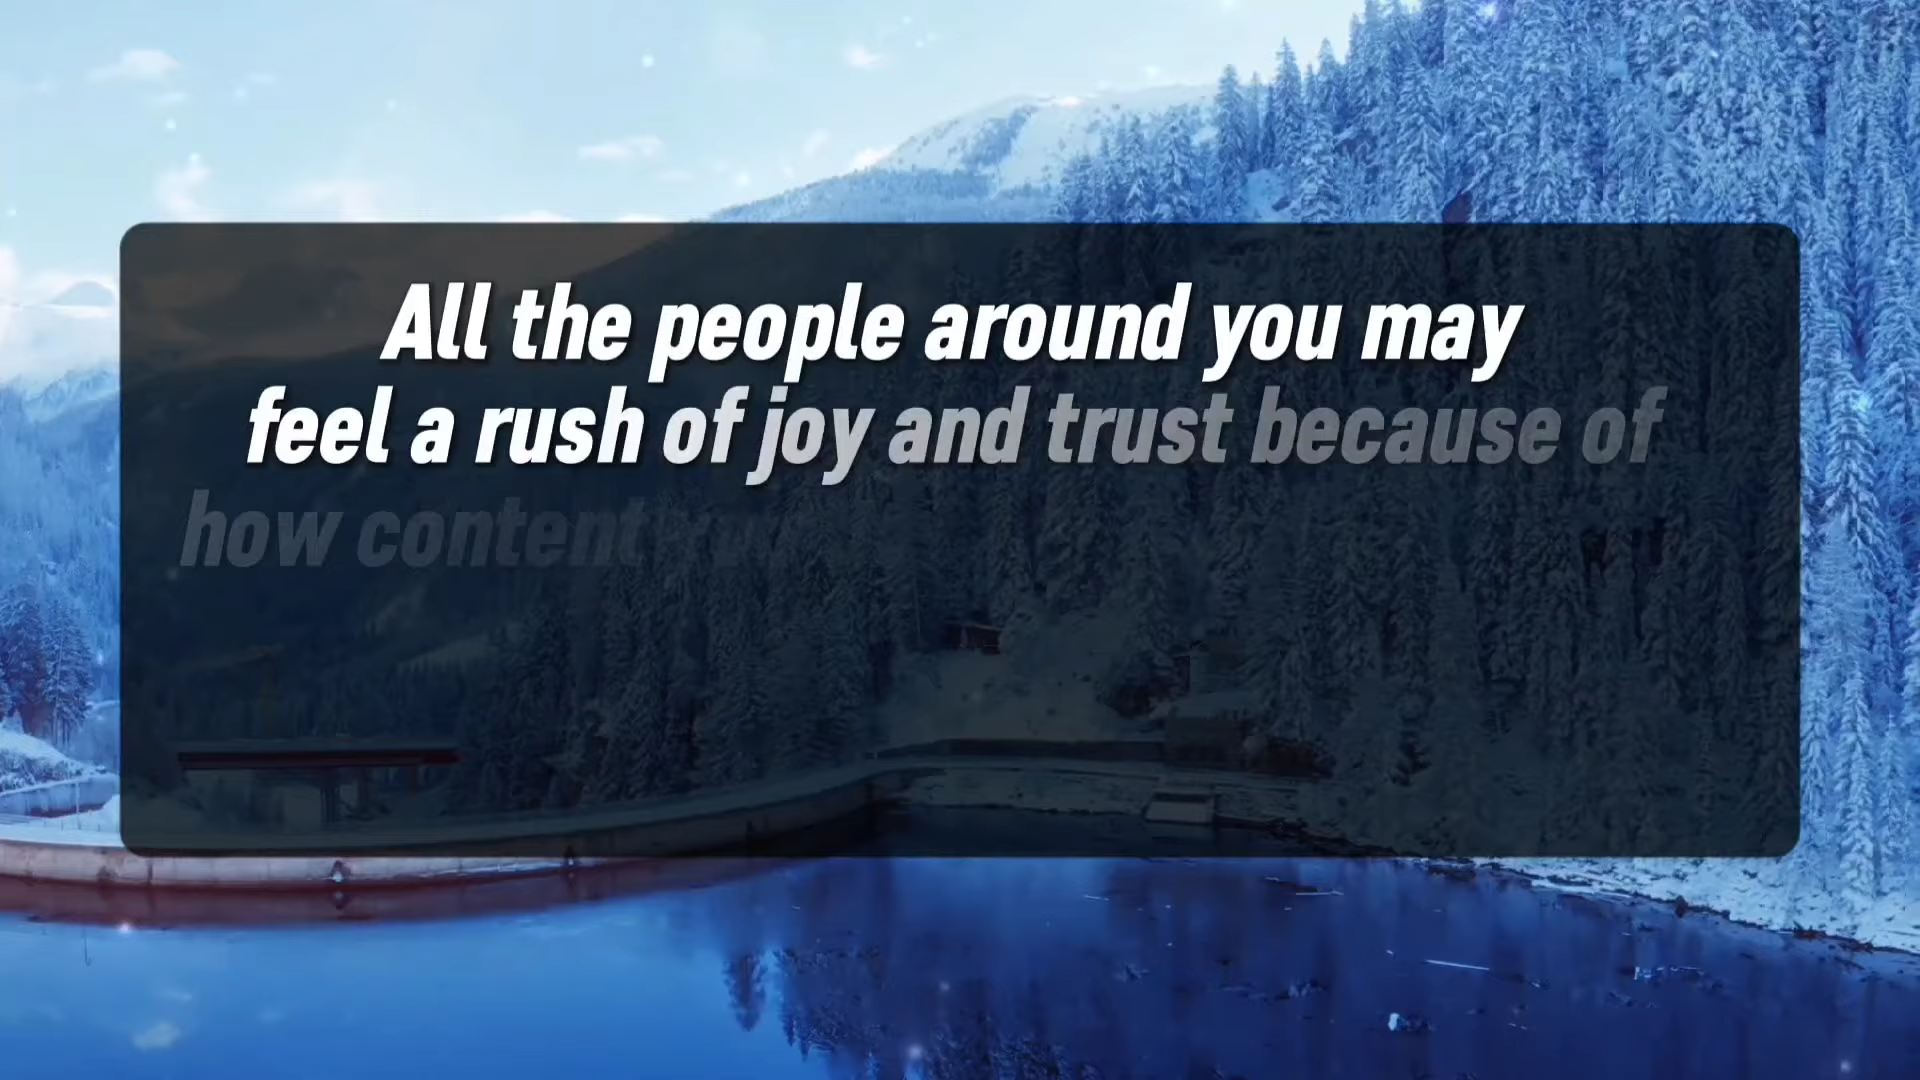 All the people around you may
feel a rush of joy and trust because of
how content